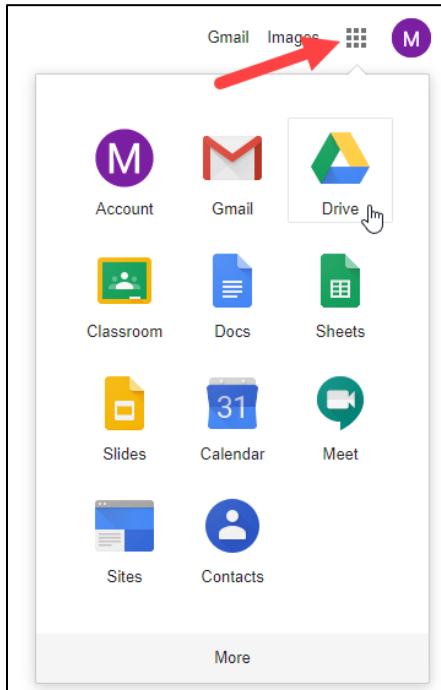 Gmail Images M
M
Account Gmail Drive
Classroom Docs Sheets
31
Slides Calendar Meet
Sites Contacts
More